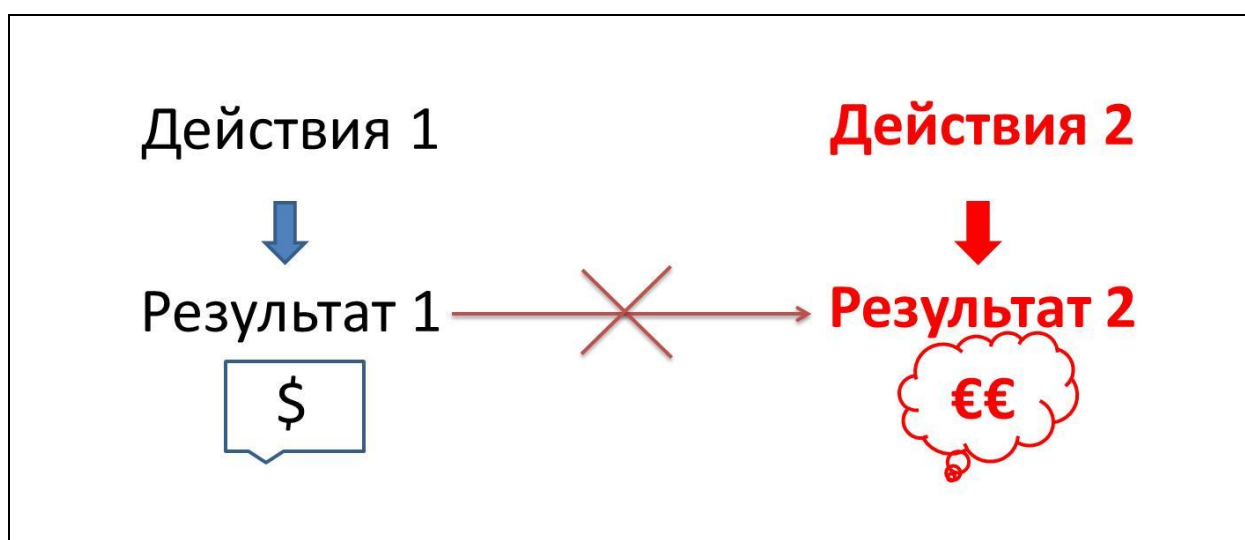 Действия 1 Действия 2
Результат 1 Результат 2
$ €€